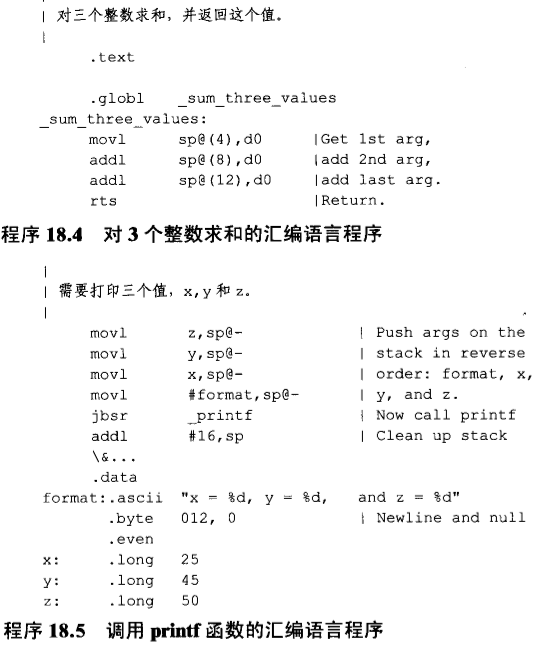 | 对三个整数求和，并返回这个值。
|
.text
.globl _sum_three_values
_sum_three_values:
movl sp@(4),d0 |Get 1st arg,
addl sp@(8),d0 |add 2nd arg,
addl sp@(12),d0 |add last arg.
rts |Return.
程序 18.4 对 3 个整数求和的汇编语言程序
|
| 需要打印三个值，x,y 和 z。
|
movl z,sp@- | Push args on the
movl y,sp@- | stack in reverse
movl x,sp@- | order: format, x,
movl #format,sp@- | y, and z.
jbsr _printf | Now call printf
addl #16,sp | Clean up stack
\&...
.data
format:.ascii "x = %d, y = %d, and z = %d"
.byte 012, 0 | Newline and null
.even
x: .long 25
y: .long 45
z: .long 50
程序 18.5 调用 printf 函数的汇编语言程序